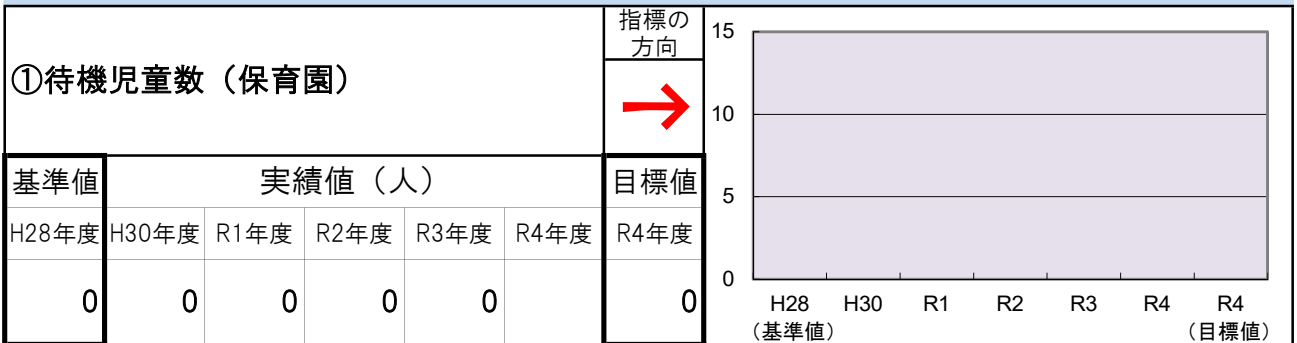 ①待機児童数（保育園）
指標の
方向
→
基準値 実績値（人） 目標値
H28年度 H30年度 R1年度 R2年度 R3年度 R4年度 R4年度
0 0 0 0 0 0
15
10
5
0
H28 H30 R1 R2 R3 R4 R4
（基準値） （目標値）